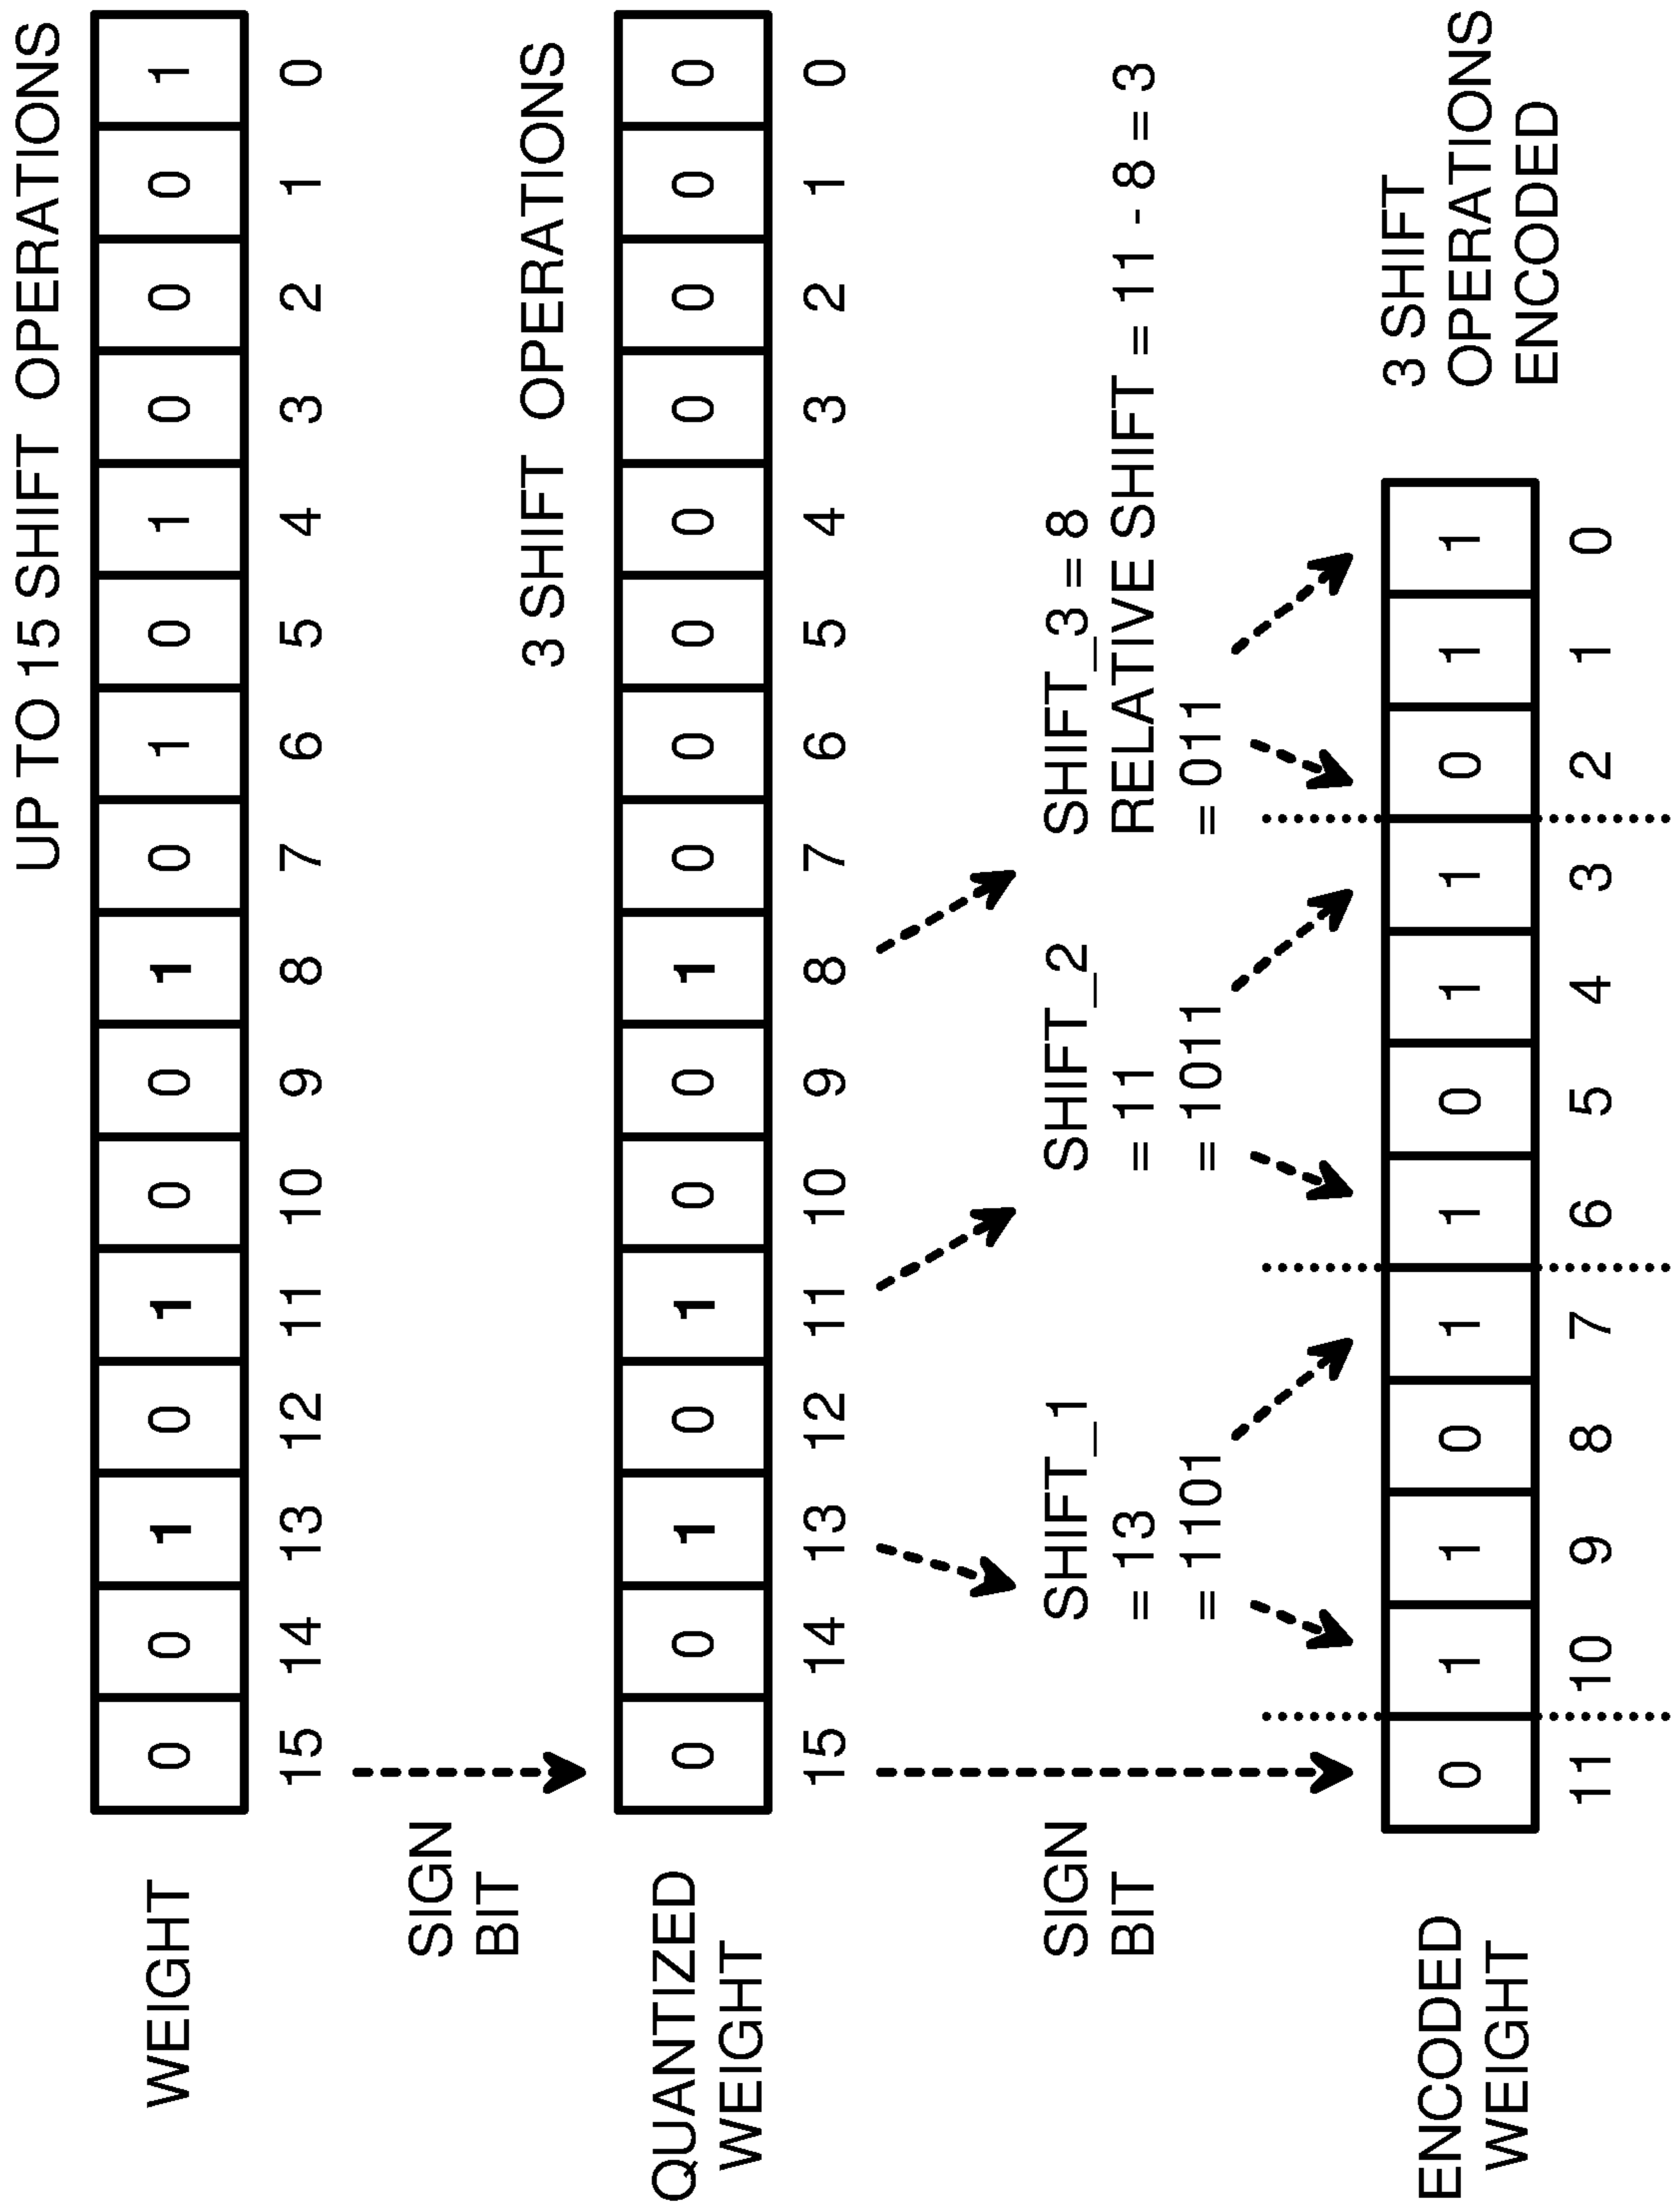 UP TO 15 SHIFT OPERATIONS
WEIGHT
0 0 1 0 1 0 0 1 0 1 0 1 0 0 0 1
15 14 13 12 11 10 9 8 7 6 5 4 3 2 1 0
SIGN
BIT
3 SHIFT OPERATIONS
QUANTIZED
WEIGHT
0 0 1 0 1 0 0 1 0 0 0 0 0 0 0 0
15 14 13 12 11 10 9 8 7 6 5 4 3 2 1 0
SIGN
BIT
SHIFT_1
= 13
= 1101
SHIFT_2
= 11
= 1011
SHIFT_3 = 8
RELATIVE SHIFT = 11 - 8 = 3
= 011
ENCODED
WEIGHT
0 1 1 0 1 1 0 1 1 0 1 1
11 10 9 8 7 6 5 4 3 2 1 0
3 SHIFT
OPERATIONS
ENCODED